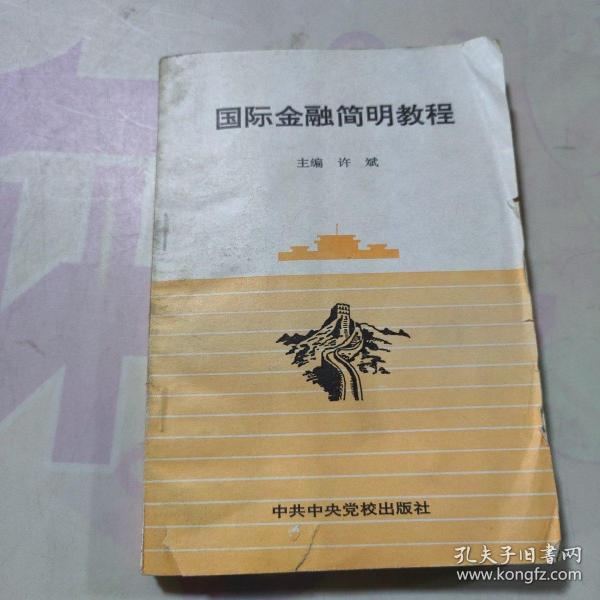 国际金融简明教程
主编 许 斌
中共中央党校出版社
孔夫子旧书网
www.kongfz.com